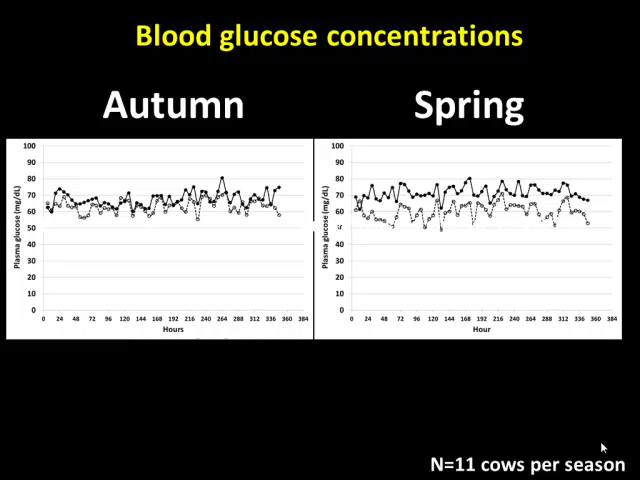 Blood glucose concentrations
Autumn
Spring
100
90
80
70
60
50
40
30
20
10
0
Plasma glucose (mg/dL)
0 24 48 72 96 120 144 168 192 216 240 264 288 312 336 360 384
Hours
100
90
80
70
60
50
40
30
20
10
0
Plasma glucose (mg/dL)
0 24 48 72 96 120 144 168 192 216 240 264 288 312 336 360 384
Hour
N=11 cows per season